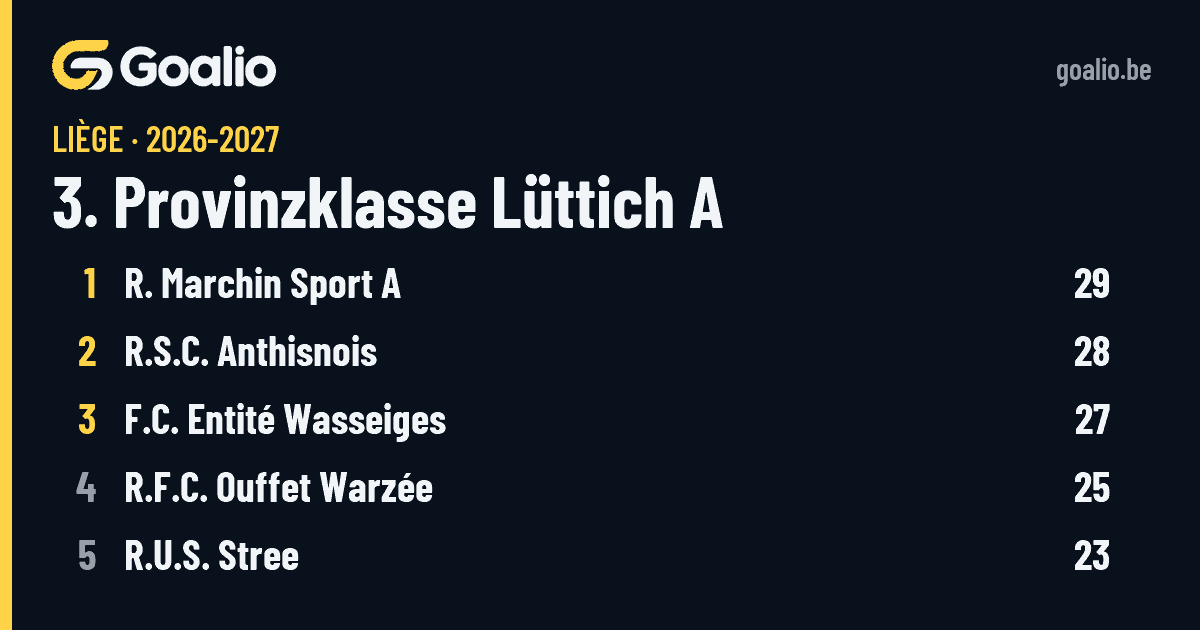 Goalio
goalio.be
LIÈGE · 2026-2027
3. Provinzklasse Lüttich A
1 R. Marchin Sport A 29
2 R.S.C. Anthisnois 28
3 F.C. Entité Wasseiges 27
4 R.F.C. Ouffet Warzée 25
5 R.U.S. Stree 23